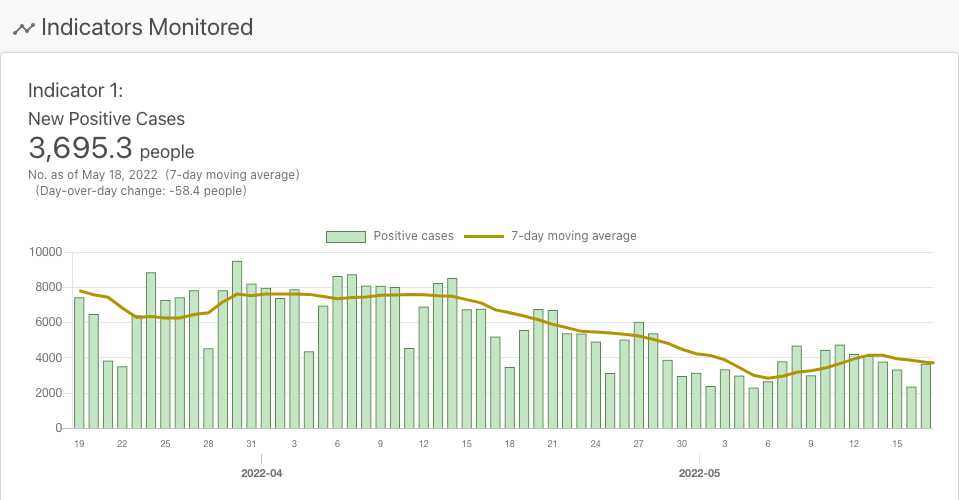 Indicators Monitored
Indicator 1:
New Positive Cases
3,695.3 people
No. as of May 18, 2022 (7-day moving average)
(Day-over-day change: -58.4 people)
Positive cases 7-day moving average
10000
8000
6000
4000
2000
0
19 22 25 28 31 3 6 9 12 15 18 21 24 27 30 3 6 9 12 15
2022-04 2022-05